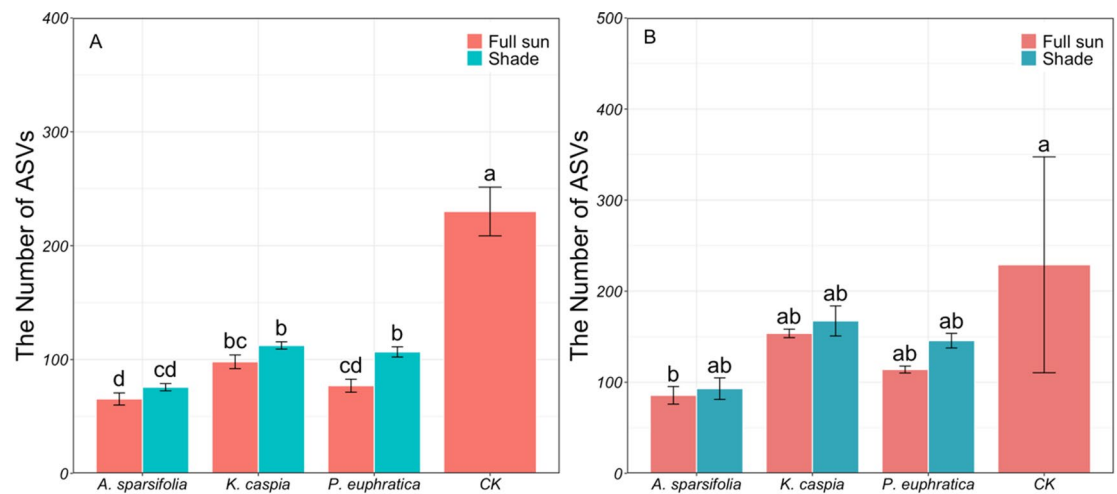 A
Full sun
Shade
The Number of ASVs
400
300
200
100
0
d
cd
bc
b
cd
b
a
A. sparsifolia
K. caspia
P. euphratica
CK
B
Full sun
Shade
The Number of ASVs
500
400
300
200
100
0
b
ab
ab
ab
ab
ab
a
A. sparsifolia
K. caspia
P. euphratica
CK